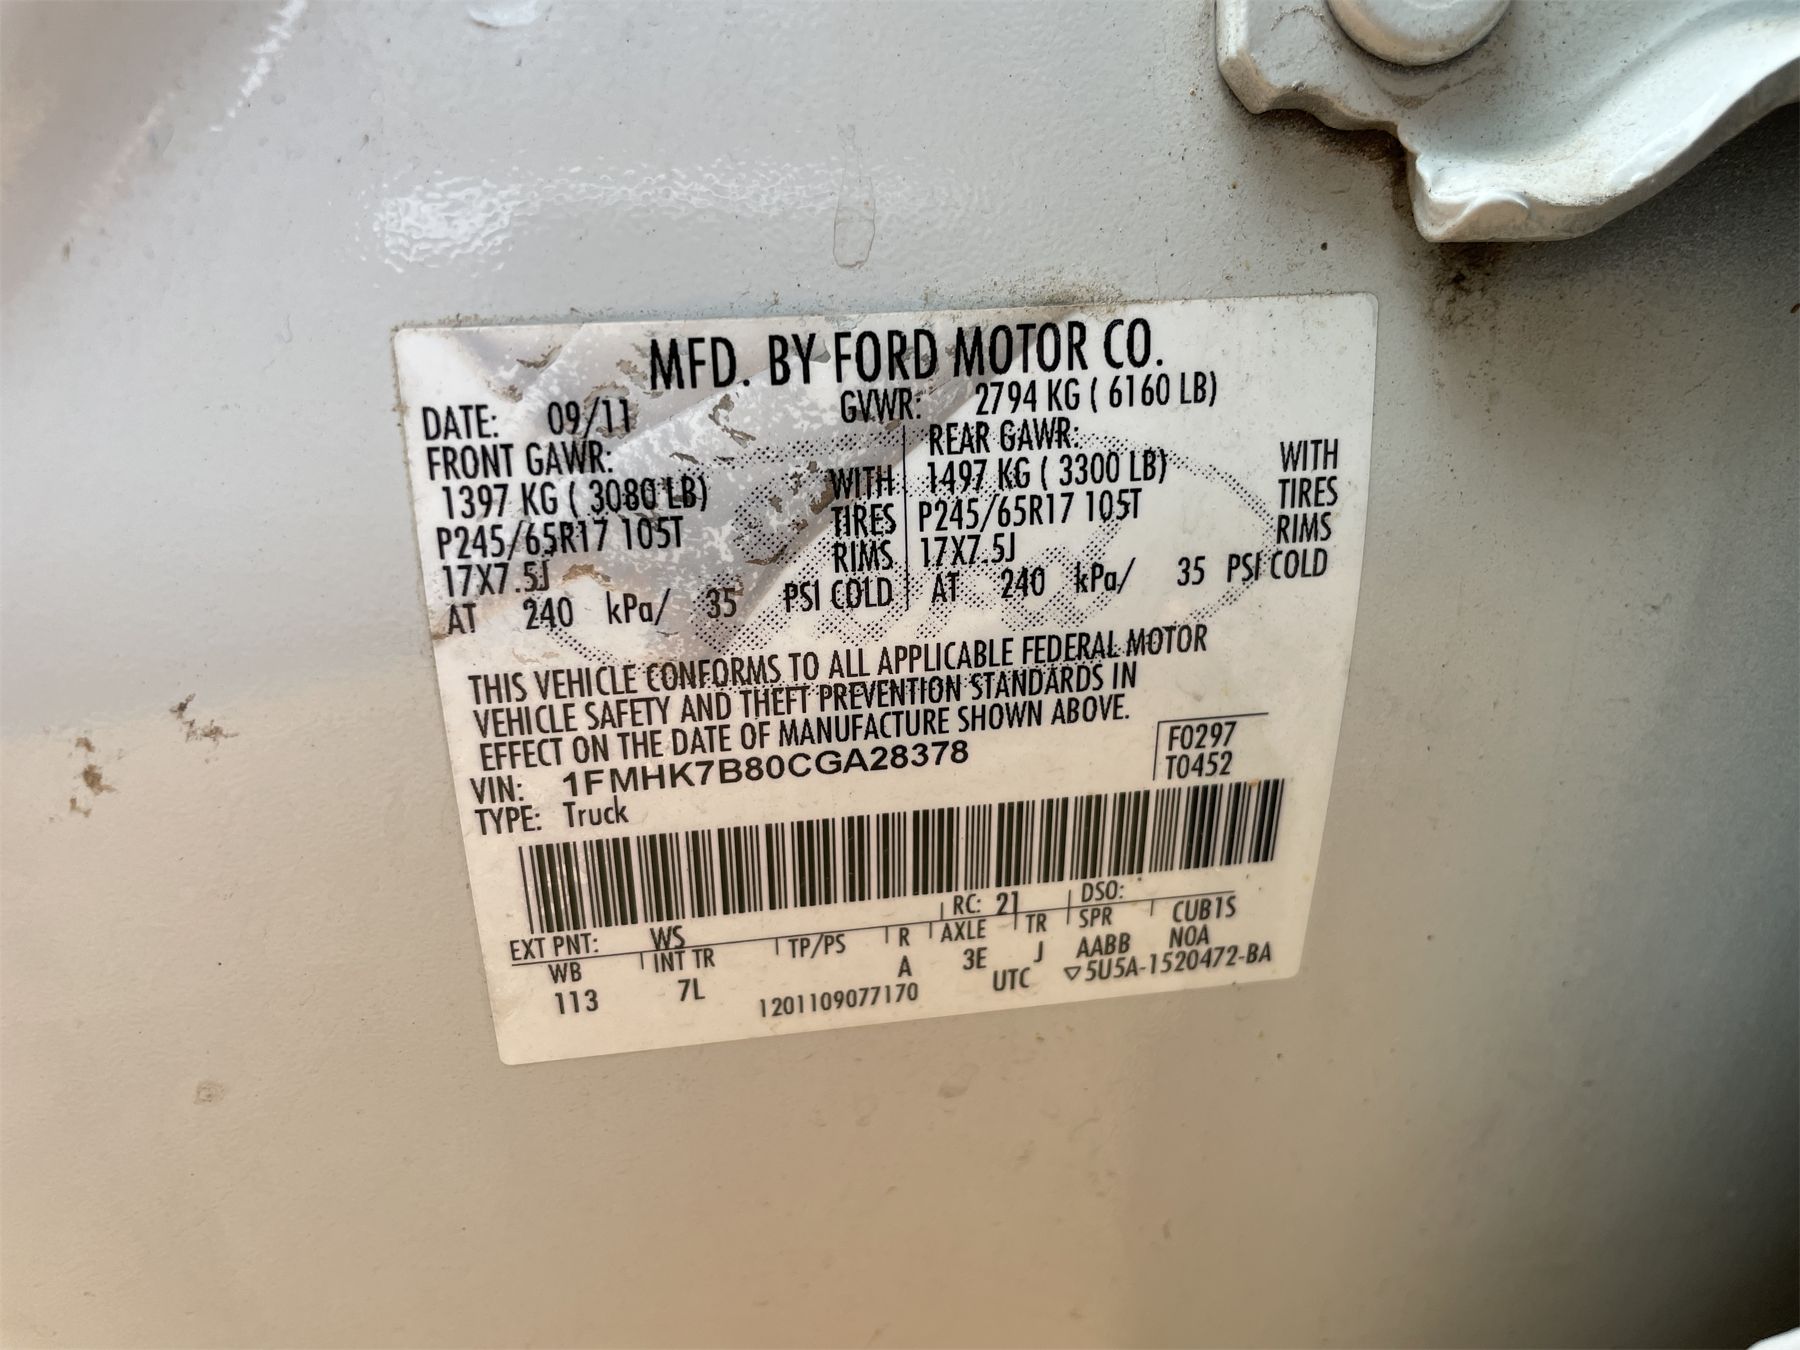 MFD. BY FORD MOTOR CO.
DATE: 09/11 GVWR: 2794 KG ( 6160 LB)
FRONT GAWR: REAR GAWR:
1397 KG ( 3080 LB) WITH 1497 KG ( 3300 LB) WITH
P245/65R17 105T TIRES P245/65R17 105T TIRES
17X7.5J RIMS 17X7.5J RIMS
AT 240 kPa/ 35 PSI COLD AT 240 kPa/ 35 PSI COLD
THIS VEHICLE CONFORMS TO ALL APPLICABLE FEDERAL MOTOR
VEHICLE SAFETY AND THEFT PREVENTION STANDARDS IN
EFFECT ON THE DATE OF MANUFACTURE SHOWN ABOVE.
VIN: 1FMHK7B80CGA28378 F0297
TYPE: Truck T0452
EXT PNT: WS RC: 21 DSO:
WB INT TR TP/PS R AXLE TR SPR CUB1S
113 7L A 3E J AABB NOA
1201109077170 UTC ▽5U5A-1520472-BA